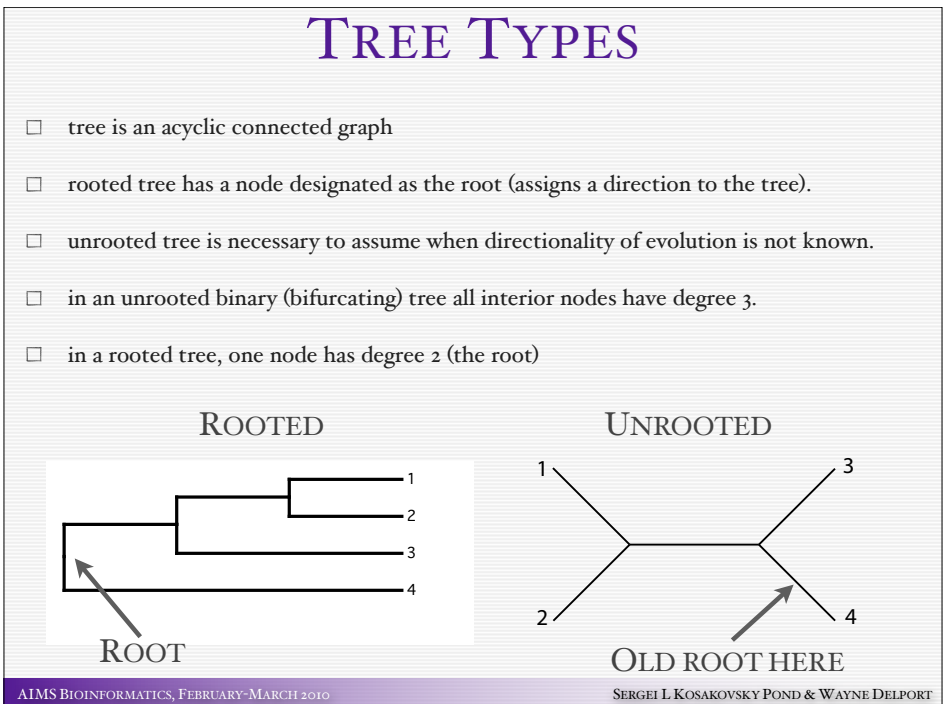 TREE TYPES
tree is an acyclic connected graph
rooted tree has a node designated as the root (assigns a direction to the tree).
unrooted tree is necessary to assume when directionality of evolution is not known.
in an unrooted binary (bifurcating) tree all interior nodes have degree 3.
in a rooted tree, one node has degree 2 (the root)
ROOTED
1
2
3
4
ROOT
UNROOTED
1
3
2
4
OLD ROOT HERE
AIMS BIOINFORMATICS, FEBRUARY-MARCH 2010
SERGEI L KOSAKOVSKY POND & WAYNE DELPORT